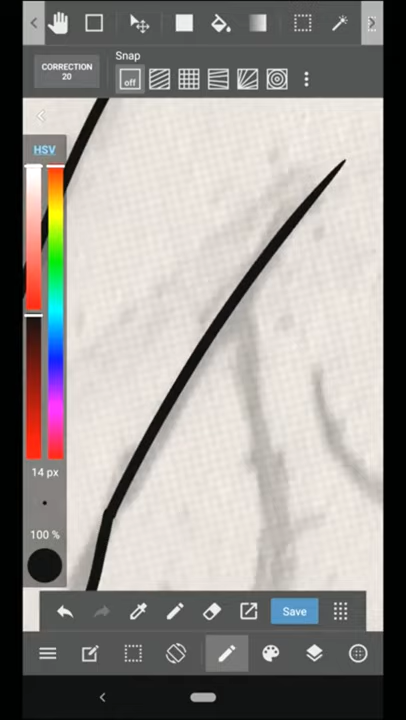 Snap
CORRECTION
20
off
HSV
14 px
100 %
Save